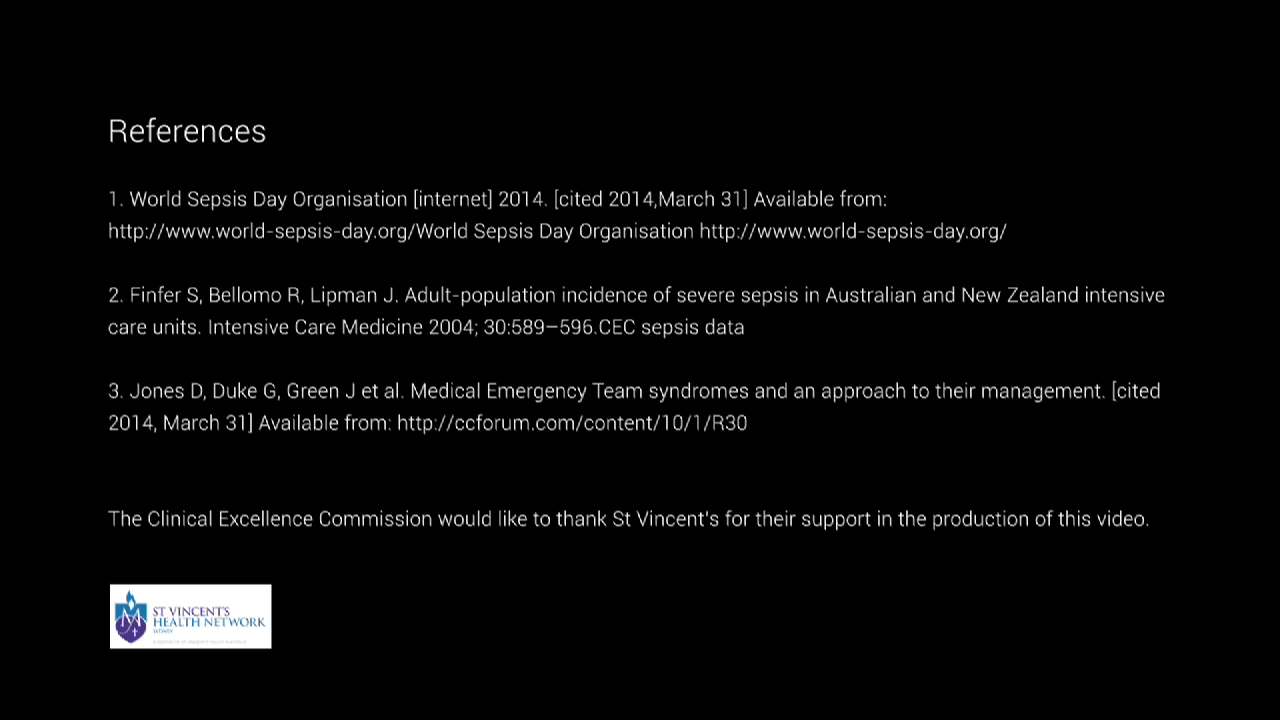 References
1. World Sepsis Day Organisation [internet] 2014. [cited 2014,March 31] Available from:
http://www.world-sepsis-day.org/World Sepsis Day Organisation http://www.world-sepsis-day.org/
2. Finfer S, Bellomo R, Lipman J. Adult-population incidence of severe sepsis in Australian and New Zealand intensive
care units. Intensive Care Medicine 2004; 30:589–596.CEC sepsis data
3. Jones D, Duke G, Green J et al. Medical Emergency Team syndromes and an approach to their management. [cited
2014, March 31] Available from: http://ccforum.com/content/10/1/R30
The Clinical Excellence Commission would like to thank St Vincent's for their support in the production of this video.
ST VINCENT'S
HEALTH NETWORK
SYDNEY